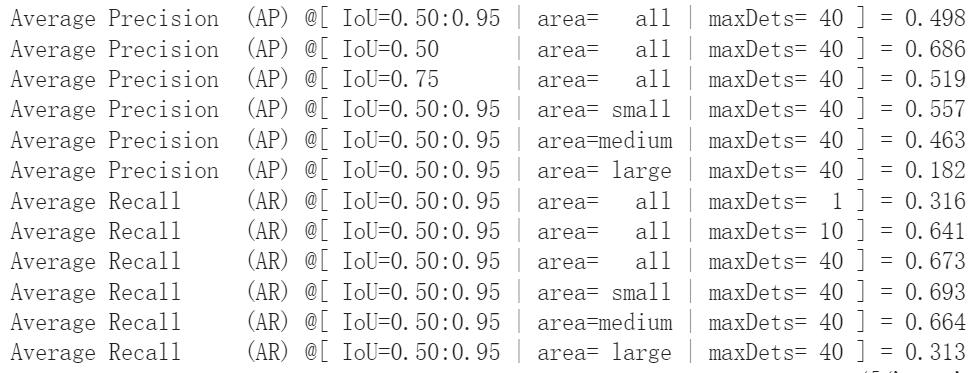 Average Precision  (AP) @[ IoU=0.50:0.95 | area=   all | maxDets= 40 ] = 0.498
Average Precision  (AP) @[ IoU=0.50      | area=   all | maxDets= 40 ] = 0.686
Average Precision  (AP) @[ IoU=0.75      | area=   all | maxDets= 40 ] = 0.519
Average Precision  (AP) @[ IoU=0.50:0.95 | area= small | maxDets= 40 ] = 0.557
Average Precision  (AP) @[ IoU=0.50:0.95 | area=medium | maxDets= 40 ] = 0.463
Average Precision  (AP) @[ IoU=0.50:0.95 | area= large | maxDets= 40 ] = 0.182
Average Recall     (AR) @[ IoU=0.50:0.95 | area=   all | maxDets=  1 ] = 0.316
Average Recall     (AR) @[ IoU=0.50:0.95 | area=   all | maxDets= 10 ] = 0.641
Average Recall     (AR) @[ IoU=0.50:0.95 | area=   all | maxDets= 40 ] = 0.673
Average Recall     (AR) @[ IoU=0.50:0.95 | area= small | maxDets= 40 ] = 0.693
Average Recall     (AR) @[ IoU=0.50:0.95 | area=medium | maxDets= 40 ] = 0.664
Average Recall     (AR) @[ IoU=0.50:0.95 | area= large | maxDets= 40 ] = 0.313